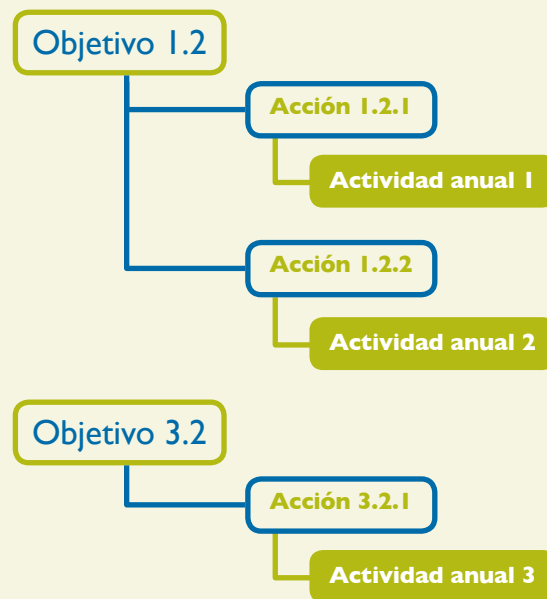 Objetivo 1.2
Acción 1.2.1
Actividad anual 1
Acción 1.2.2
Actividad anual 2
Objetivo 3.2
Acción 3.2.1
Actividad anual 3